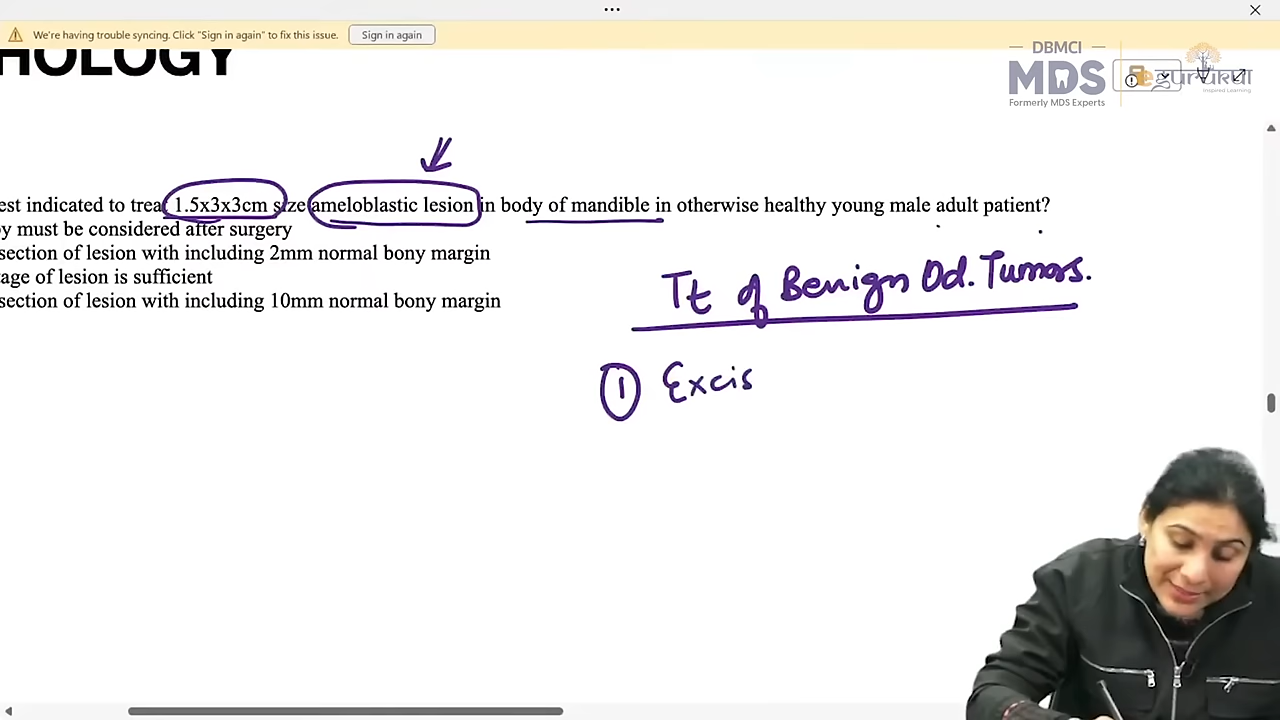 We're having trouble syncing. Click "Sign in again" to fix this issue.
Sign in again
HOLOGY
DBMCI
MDS
Formerly MDS Experts
eगुरुकुल
Inspired Learning
est indicated to treat 1.5x3x3cm size ameloblastic lesion in body of mandible in otherwise healthy young male adult patient?
y must be considered after surgery
section of lesion with including 2mm normal bony margin
tage of lesion is sufficient
section of lesion with including 10mm normal bony margin
Tt of Benign Od. Tumors.
① Excis